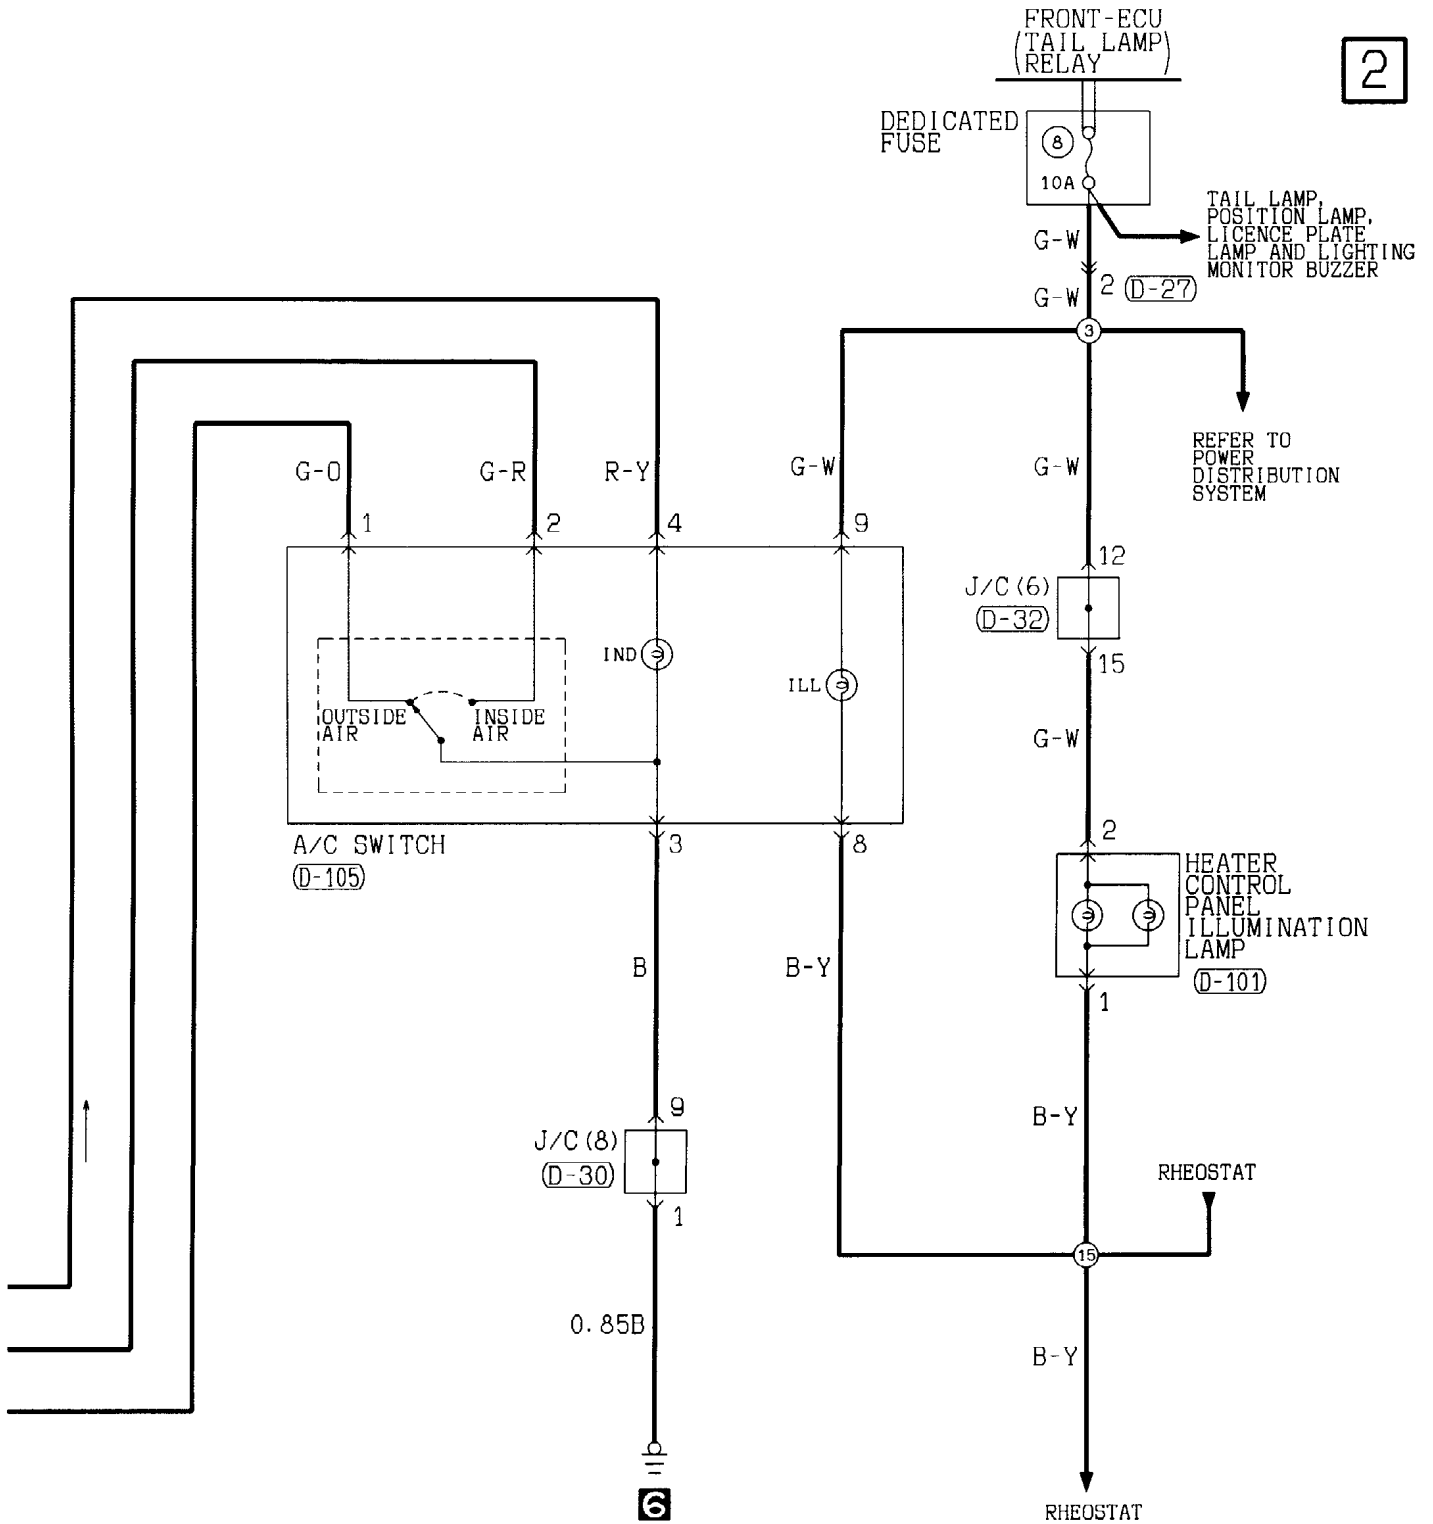 FRONT-ECU
(TAIL LAMP)
RELAY
2
DEDICATED
FUSE
8
10A
TAIL LAMP,
POSITION LAMP,
LICENCE PLATE
LAMP AND LIGHTING
MONITOR BUZZER
G-W
2 D-27
G-W
3
REFER TO
POWER
DISTRIBUTION
SYSTEM
G-O
G-R
R-Y
G-W
G-W
1
2
4
9
12
J/C(6)
D-32
15
IND
ILL
OUTSIDE
AIR
INSIDE
AIR
G-W
A/C SWITCH
D-105
3
8
2
HEATER
CONTROL
PANEL
ILLUMINATION
LAMP
D-101
1
B
B-Y
B-Y
9
J/C(8)
D-30
1
RHEOSTAT
15
0.85B
B-Y
6
RHEOSTAT